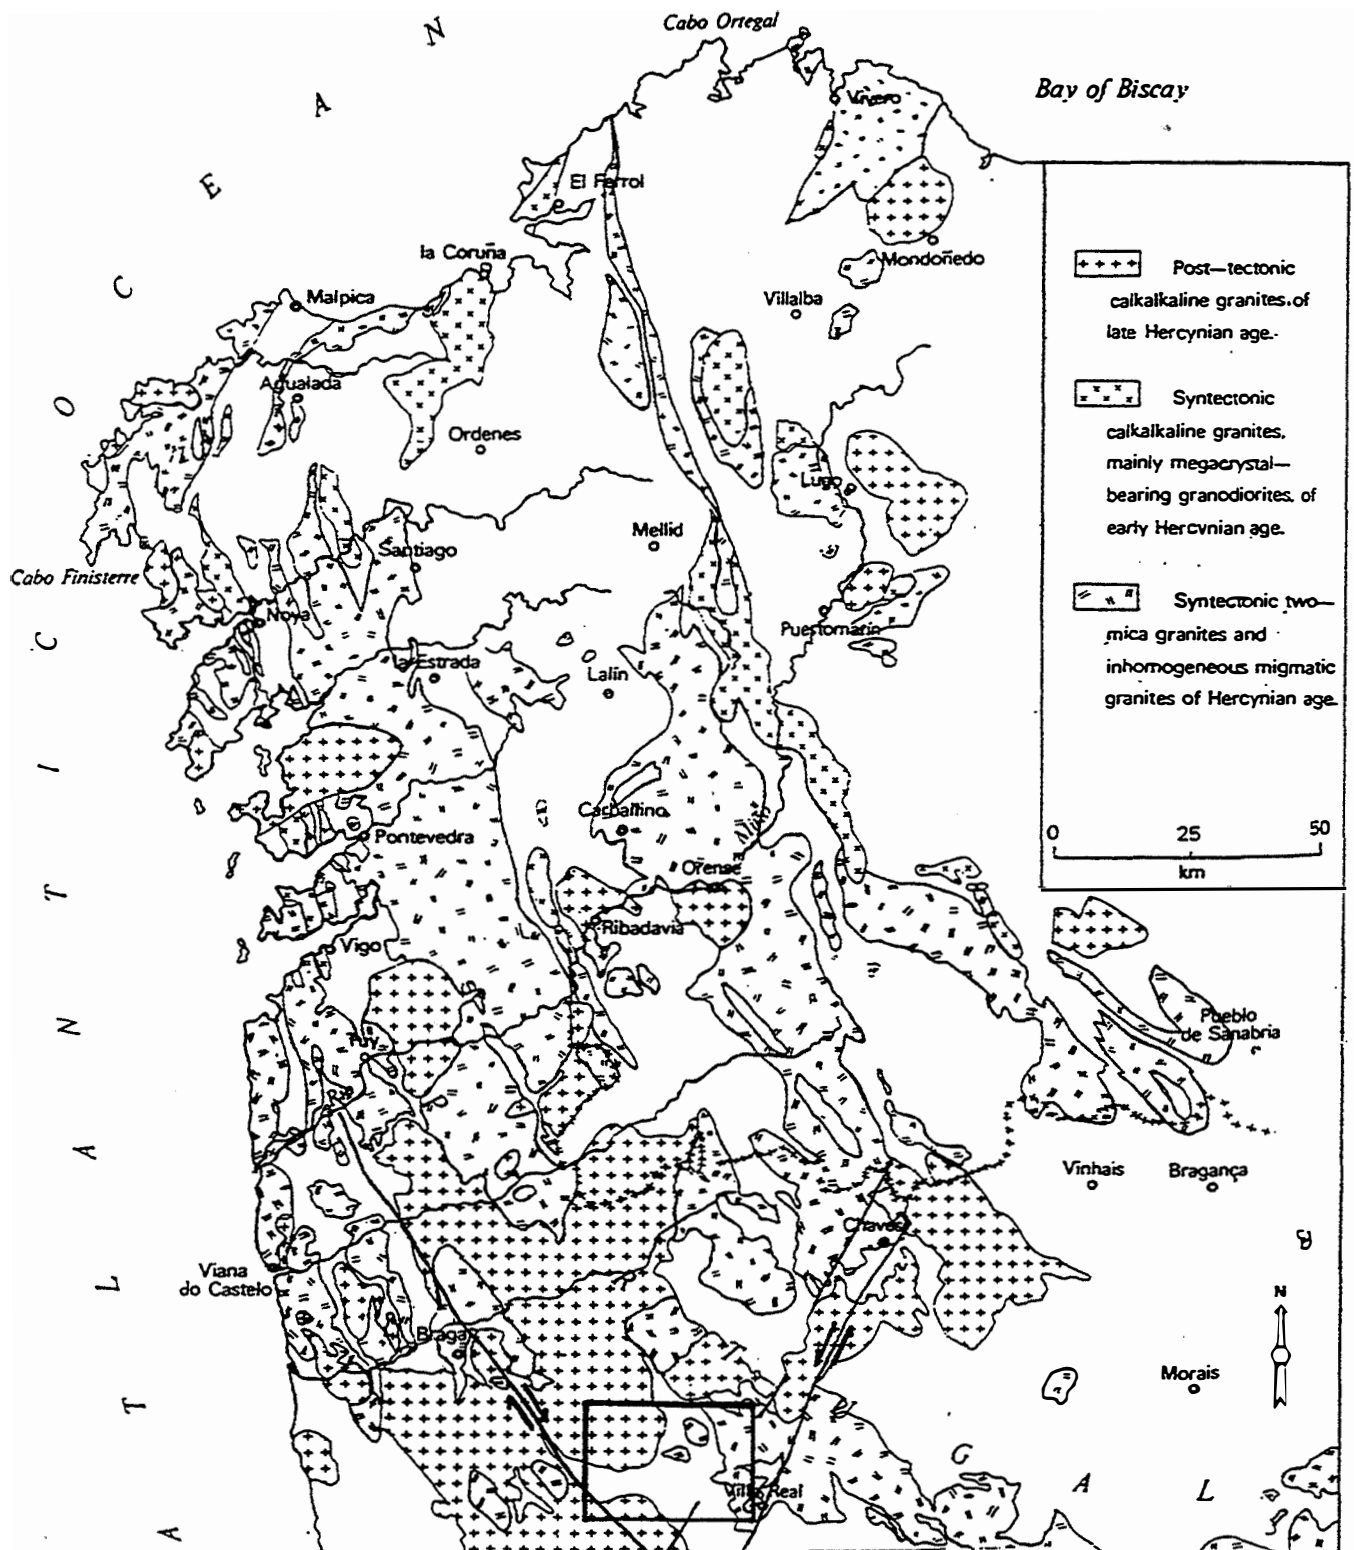 Cabo Ortegal
N
Bay of Biscay
A
Vivero
E
El Ferrol
la Coruña
Mondoñedo
C
Malpica
Villalba
Agualada
O
Ordenes
Lugo
Mellid
Santiago
Cabo Finisterre
Noya
Puertomarin
C
la Estrada
Lalín
I
Carballino
Miño
Pontevedra
T
Orense
Ribadavia
Vigo
N
Tuy
Pueblo
de Sanabria
A
Vinhais
Bragança
Chaves
L
Viana
do Castelo
Braga
T
Morais
N
G
A
L
Villa Real
A
Post—tectonic
calkalkaline granites. of
late Hercynian age.
Syntectonic
calkalkaline granites.
mainly megacrystal—
bearing granodiorites. of
early Hercynian age.
Syntectonic two—
mica granites and
inhomogeneous migmatic
granites of Hercynian age
0 25 50
km